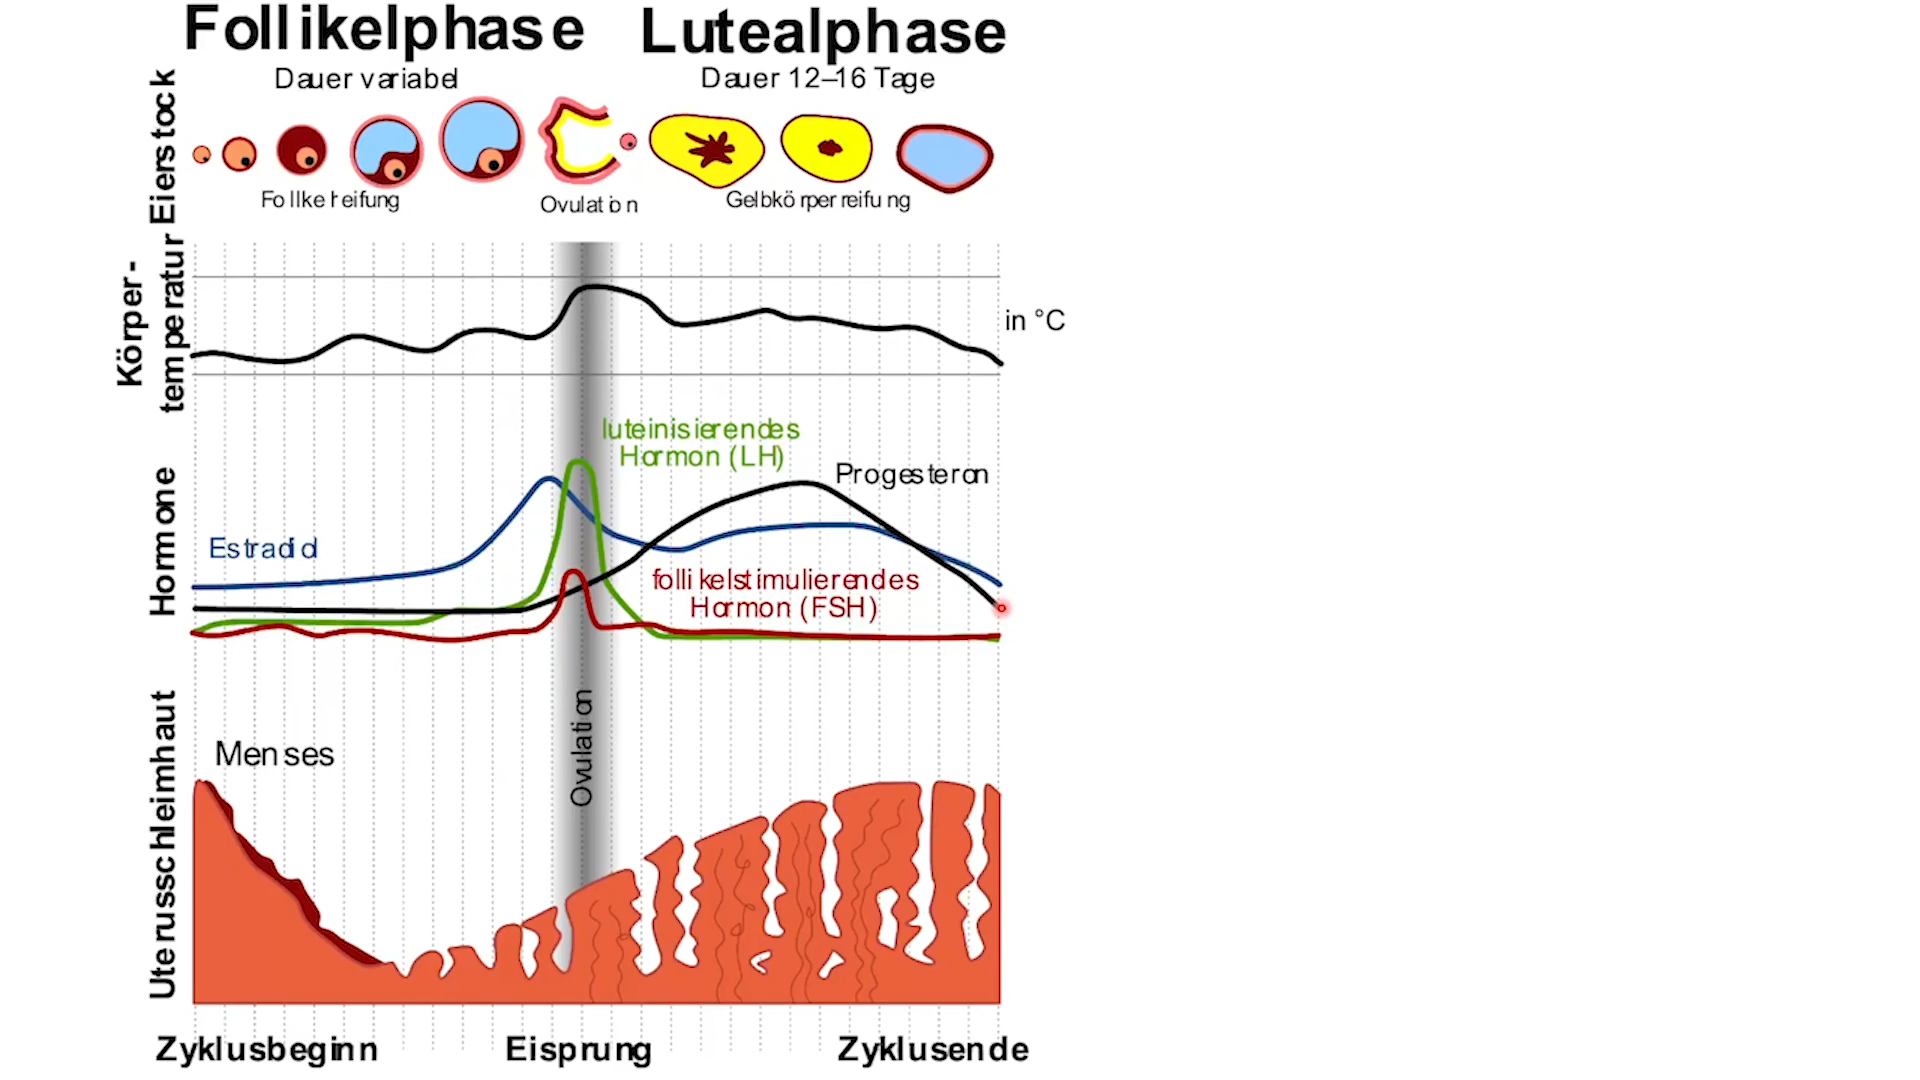 Follikelphase
Lutealphase
Dauer variabel
Dauer 12–16 Tage
Eierstock
Follikelreifung
Ovulation
Gelbkörperreifung
Körper-
temperatur
in °C
luteinisierendes
Hormon (LH)
Progesteron
Hormone
Estradiol
follikelstimulierendes
Hormon (FSH)
Ovulation
Menses
Uterusschleimhaut
Zyklusbeginn
Eisprung
Zyklusende